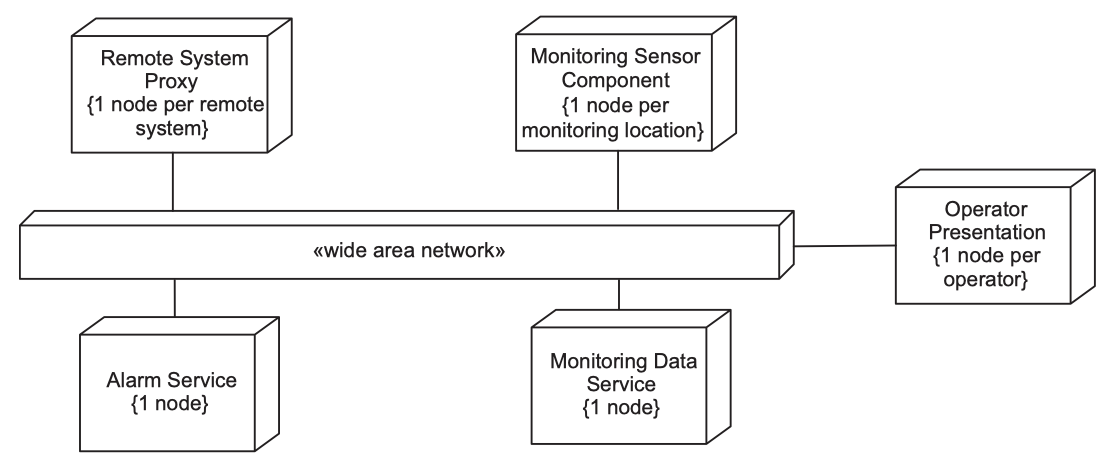 Remote System
Proxy
{1 node per remote
system}
Monitoring Sensor
Component
{1 node per
monitoring location}
Operator
Presentation
{1 node per
operator}
«wide area network»
Alarm Service
{1 node}
Monitoring Data
Service
{1 node}